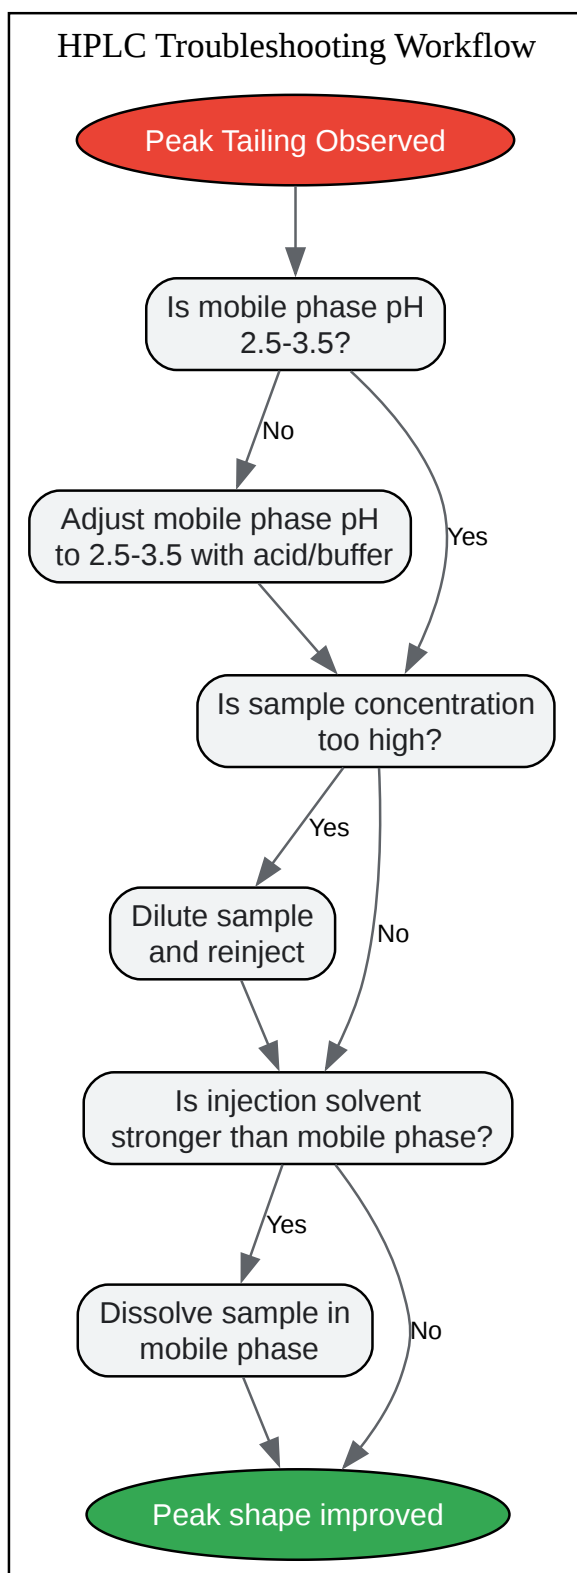 HPLC Troubleshooting Workflow
Peak Tailing Observed
Is mobile phase pH
2.5-3.5?
No
Adjust mobile phase pH
to 2.5-3.5 with acid/buffer
Yes
Is sample concentration
too high?
Yes
Dilute sample
and reinject
No
Is injection solvent
stronger than mobile phase?
Yes
Dissolve sample in
mobile phase
No
Peak shape improved